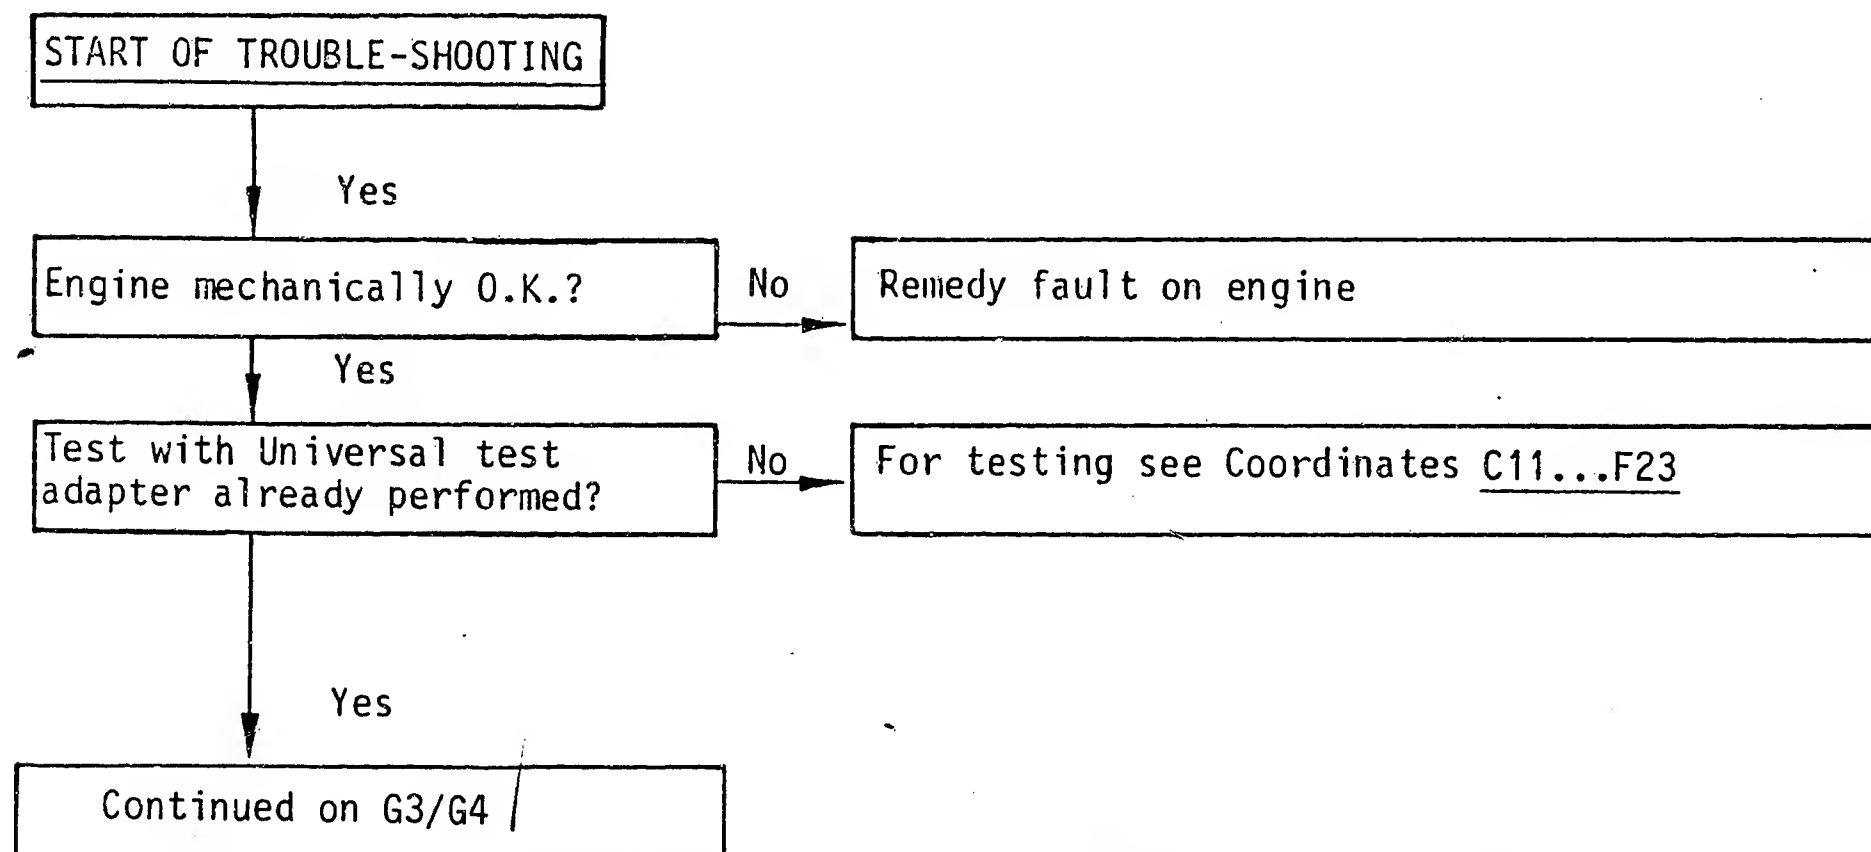 START OF TROUBLE-SHOOTING
Yes
Engine mechanically O.K.?
No
Remedy fault on engine
Yes
Test with Universal test
adapter already performed?
No
For testing see Coordinates C11...F23
Yes
Continued on G3/G4